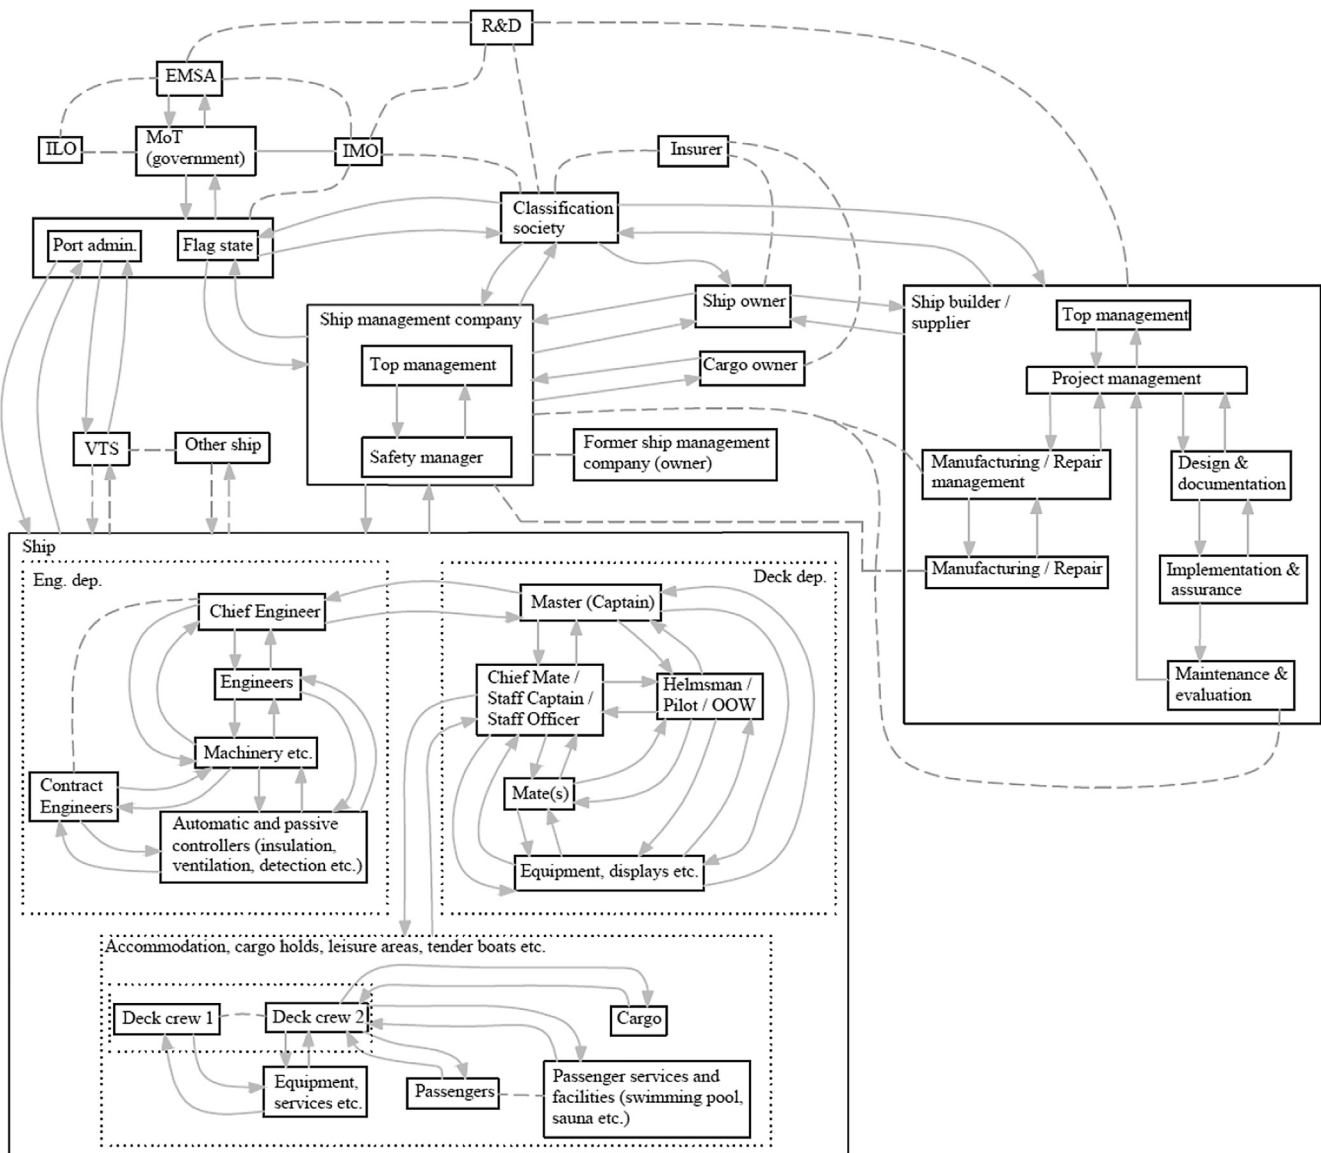 R&D
EMSA
ILO
MoT
(government)
IMO
Insurer
Classification
society
Port admin.
Flag state
Ship management company
Top management
Safety manager
Ship owner
Cargo owner
Former ship management
company (owner)
Ship builder /
supplier
Top management
Project management
Manufacturing / Repair
management
Design &
documentation
Manufacturing / Repair
Implementation &
assurance
Maintenance &
evaluation
VTS
Other ship
Ship
Eng. dep.
Chief Engineer
Engineers
Machinery etc.
Contract
Engineers
Automatic and passive
controllers (insulation,
ventilation, detection etc.)
Deck dep.
Master (Captain)
Chief Mate /
Staff Captain /
Staff Officer
Helmsman /
Pilot / OOW
Mate(s)
Equipment, displays etc.
Accommodation, cargo holds, leisure areas, tender boats etc.
Deck crew 1
Deck crew 2
Cargo
Equipment,
services etc.
Passengers
Passenger services and
facilities (swimming pool,
sauna etc.)